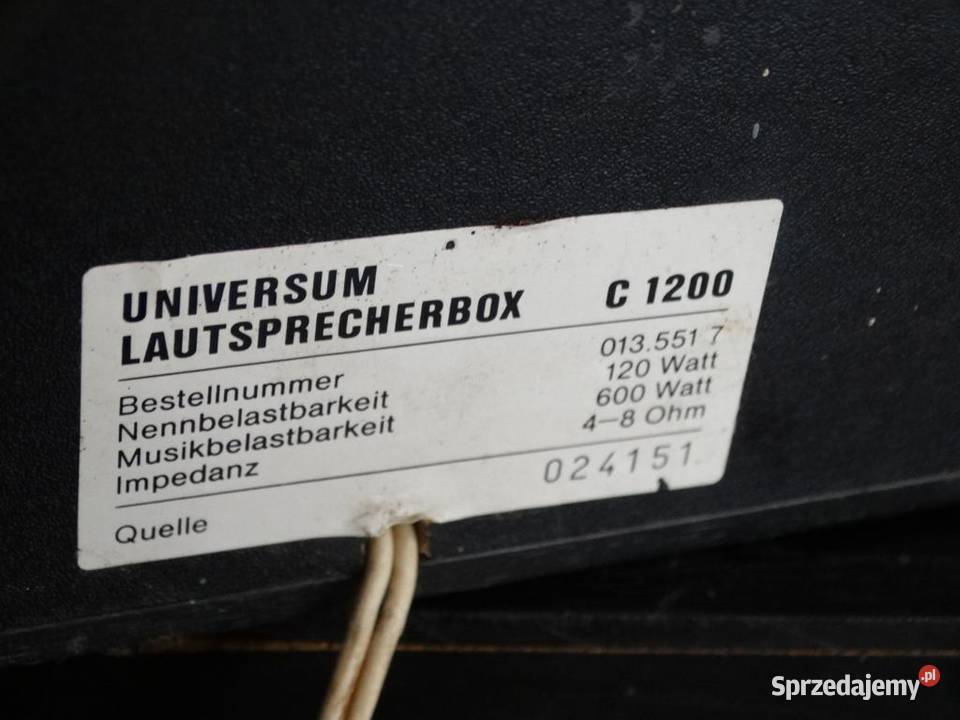 UNIVERSUM
LAUTSPRECHERBOX C 1200
Bestellnummer 013.551 7
Nennbelastbarkeit 120 Watt
Musikbelastbarkeit 600 Watt
Impedanz 4–8 Ohm
024151
Quelle
Sprzedajemy.pl